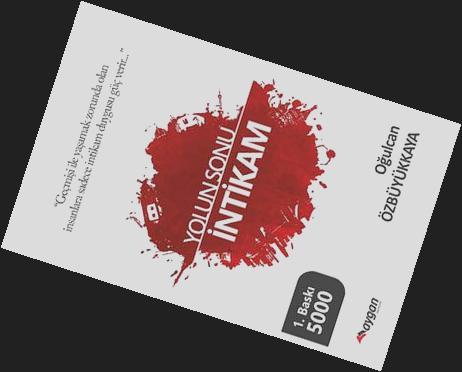 "Geçmişi ile yaşamak zorunda olan
insanlara sadece intikam duygusu güç verir..."
YOLUN SONU
İNTİKAM
Oğulcan
ÖZBÜYÜKKAYA
1. Baskı
5000
aygan